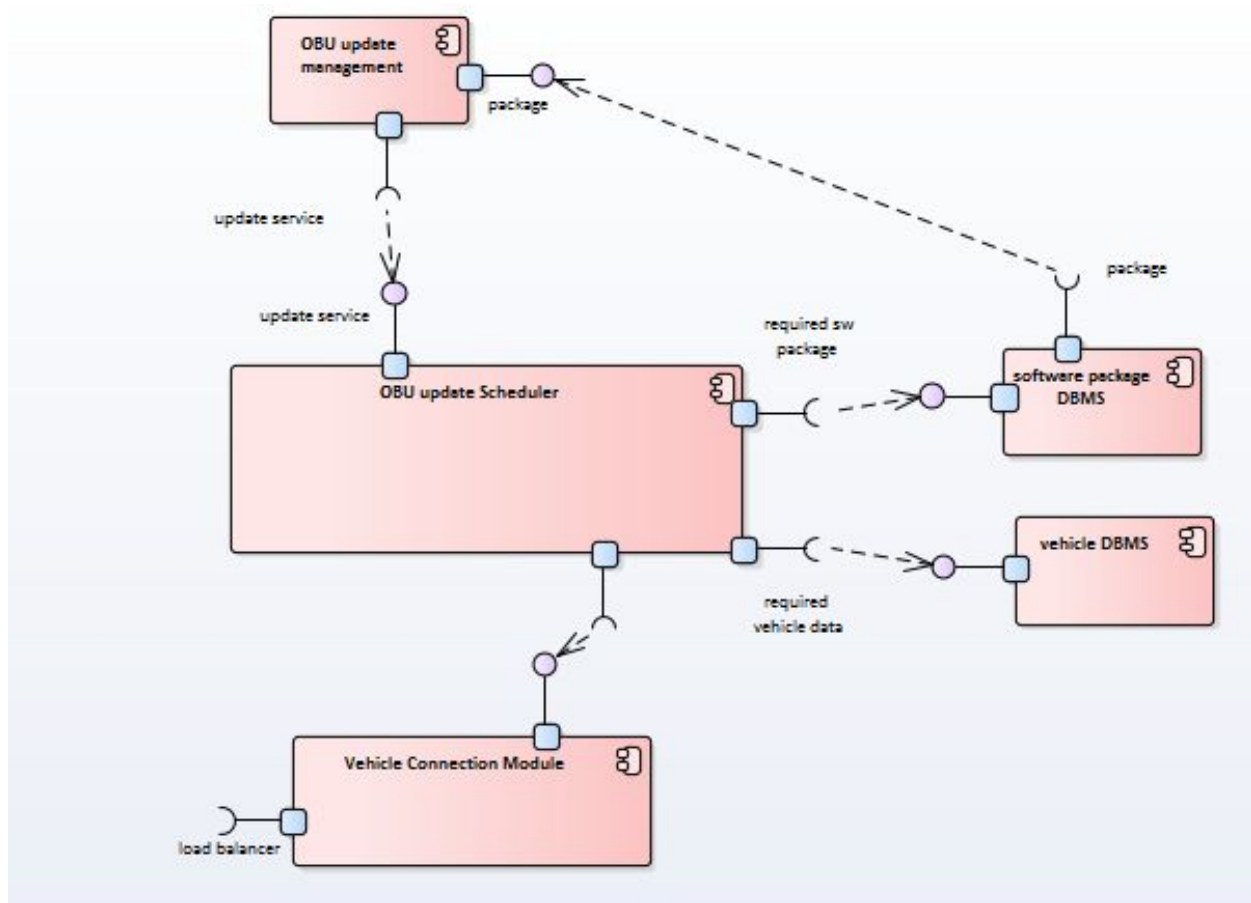 OBU update
management
package
update service
package
update service
required sw
package
OBU update Scheduler
software package
DBMS
vehicle DBMS
required
vehicle data
Vehicle Connection Module
load balancer